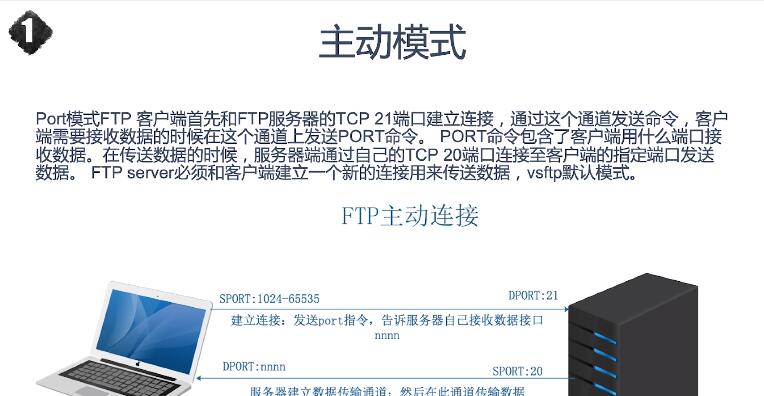 1
主动模式
Port模式FTP 客户端首先和FTP服务器的TCP 21端口建立连接，通过这个通道发送命令，客户
端需要接收数据的时候在这个通道上发送PORT命令。 PORT命令包含了客户端用什么端口接
收数据。在传送数据的时候，服务器端通过自己的TCP 20端口连接至客户端的指定端口发送
数据。 FTP server必须和客户端建立一个新的连接用来传送数据，vsftp默认模式。
FTP主动连接
SPORT:1024-65535
DPORT:21
建立连接：发送port指令，告诉服务器自己接收数据接口
nnnn
DPORT:nnnn
SPORT:20
服务器建立数据传输通道：然后在此通道传输数据